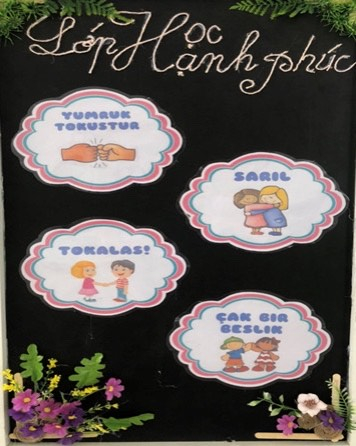 Lớp Học
Hạnh phúc
YUMRUK
TOKUSTUR
SARIL
TOKALAS!
ÇAK BIR
BESLIK